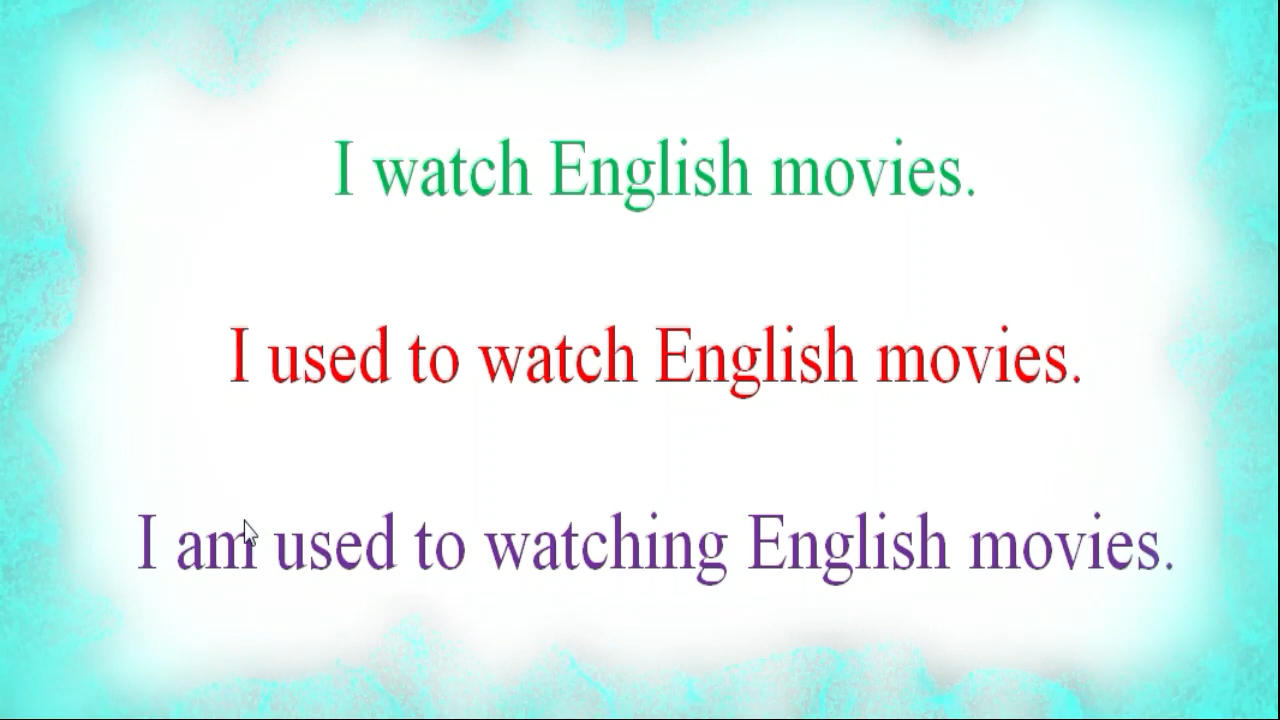 I watch English movies.
I used to watch English movies.
I am used to watching English movies.